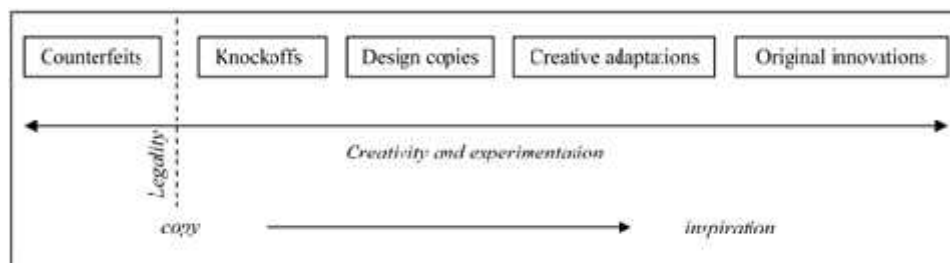 Counterfeits Knockoffs Design copies Creative adaptations Original innovations
Legality
Creativity and experimentation
copy inspiration